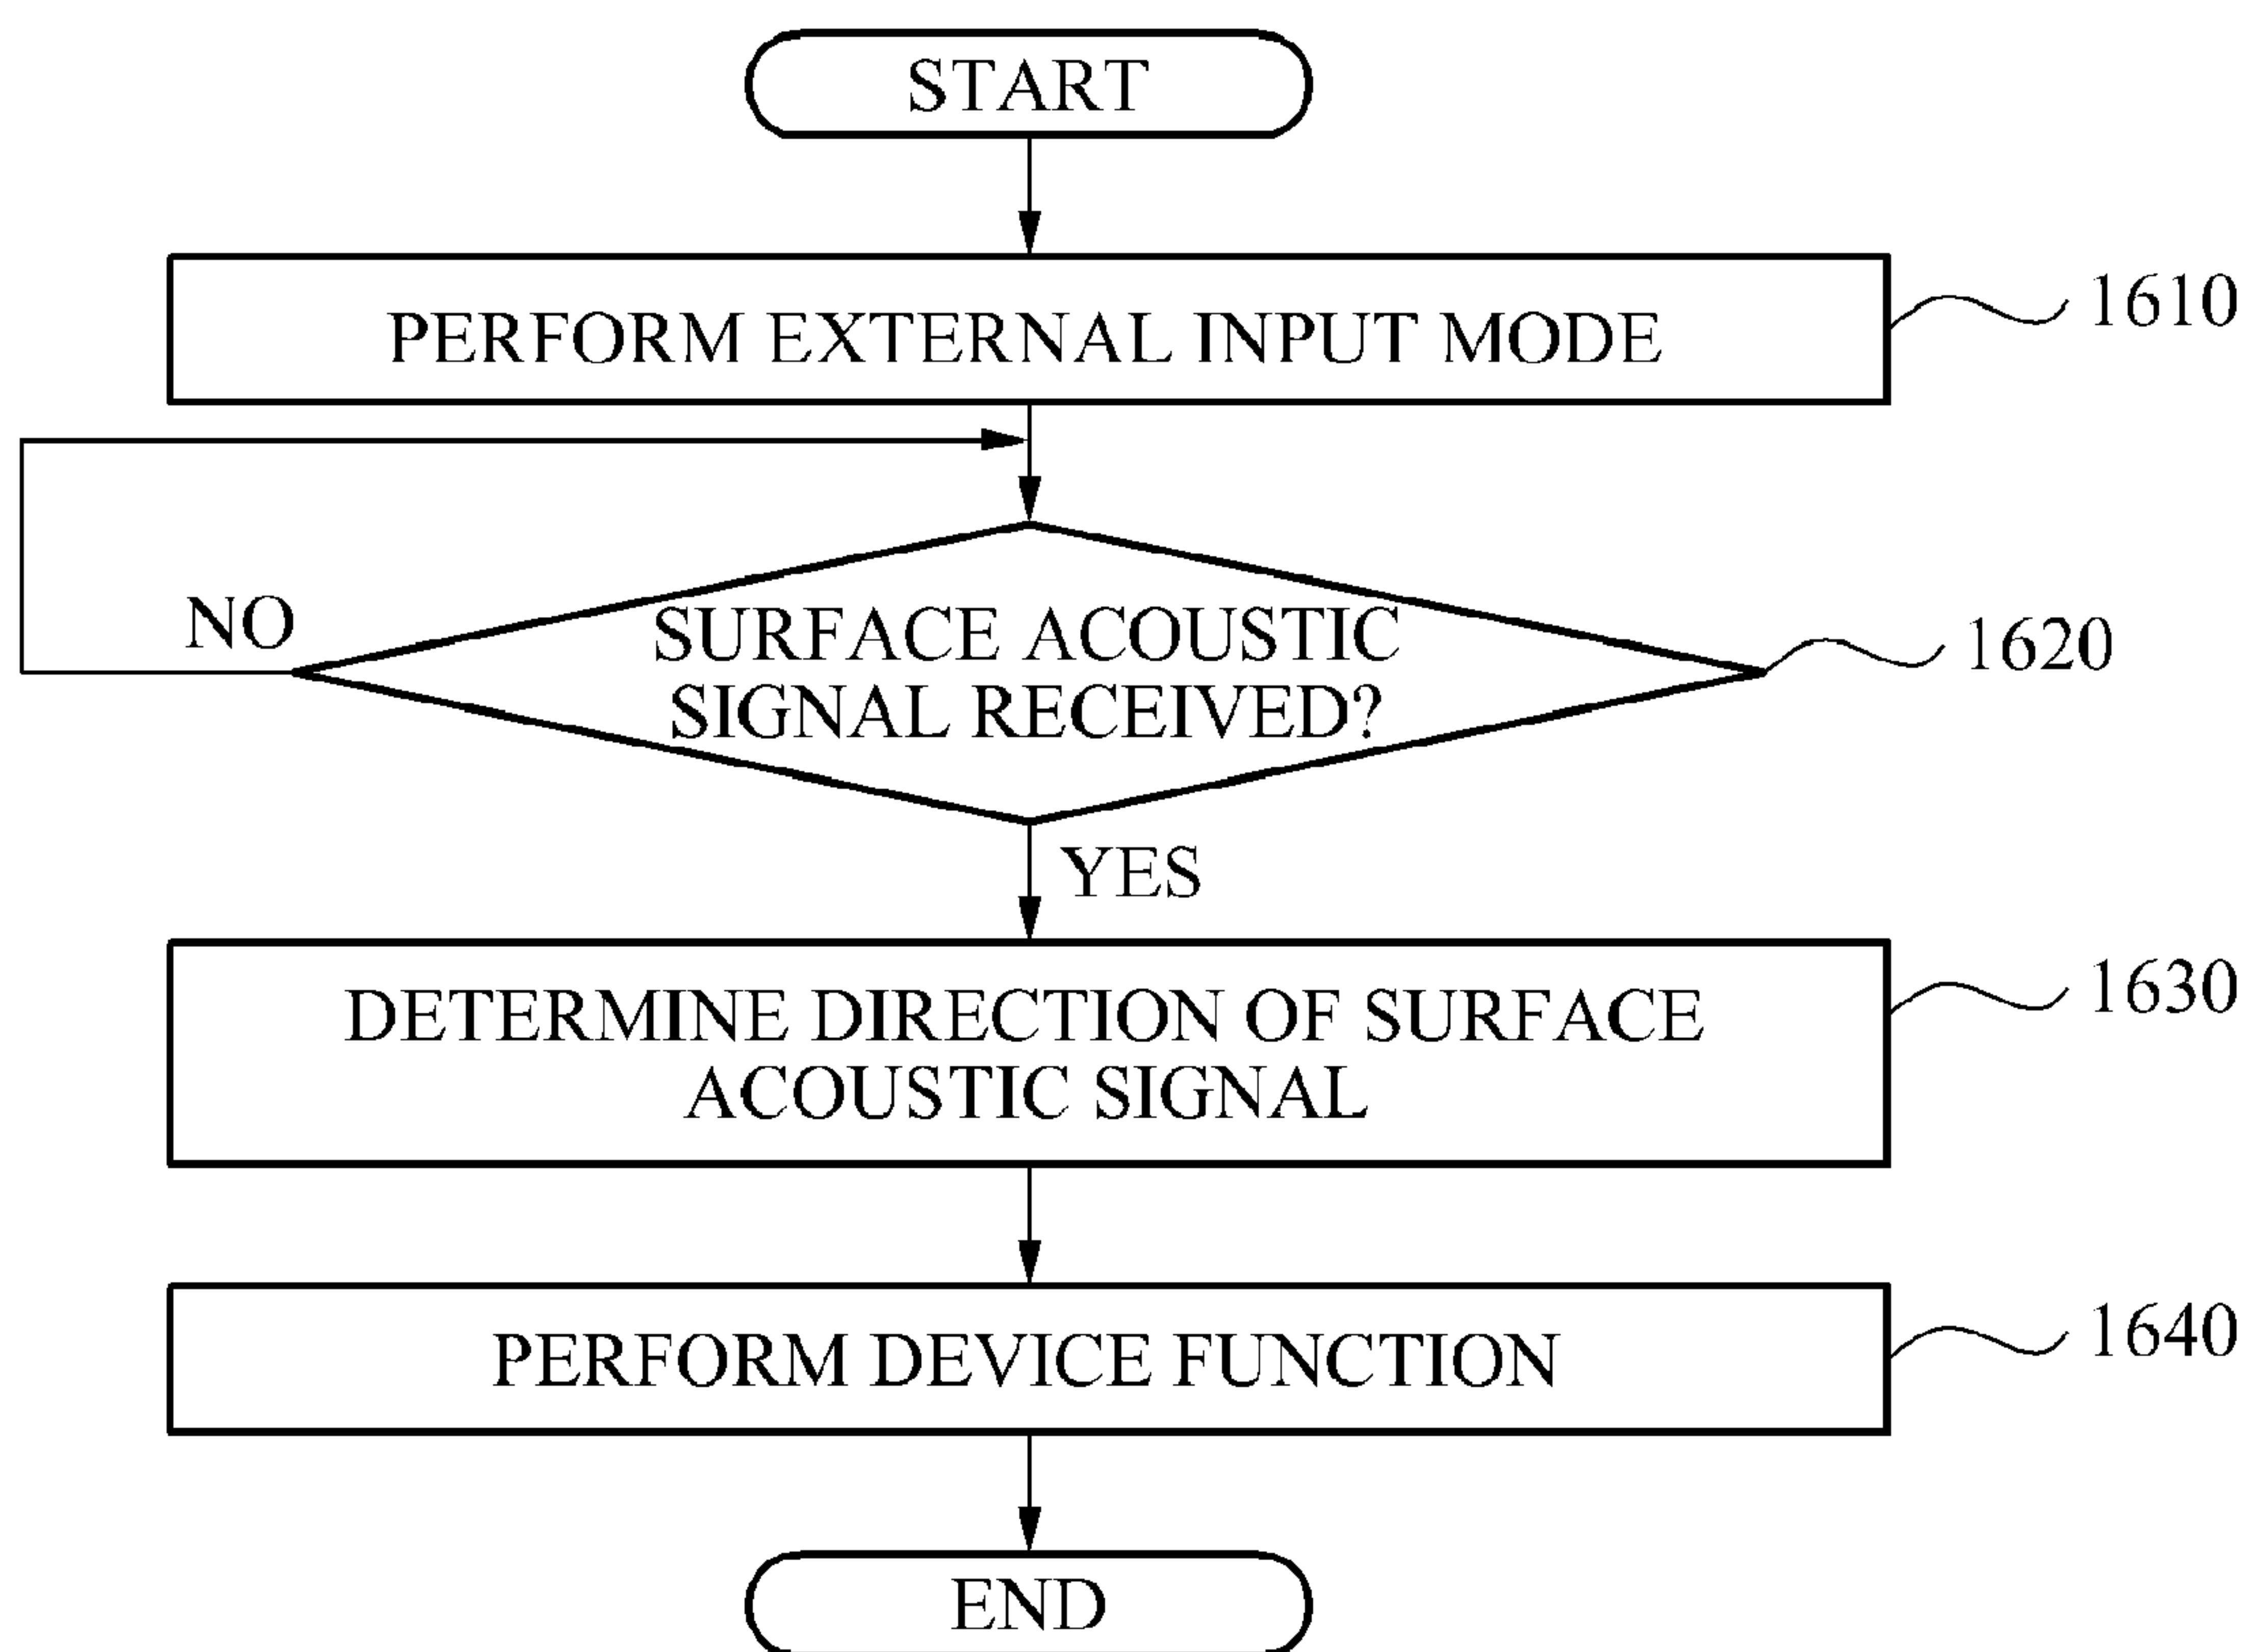 START
PERFORM EXTERNAL INPUT MODE
1610
NO
SURFACE ACOUSTIC
SIGNAL RECEIVED?
1620
YES
DETERMINE DIRECTION OF SURFACE
ACOUSTIC SIGNAL
1630
PERFORM DEVICE FUNCTION
1640
END